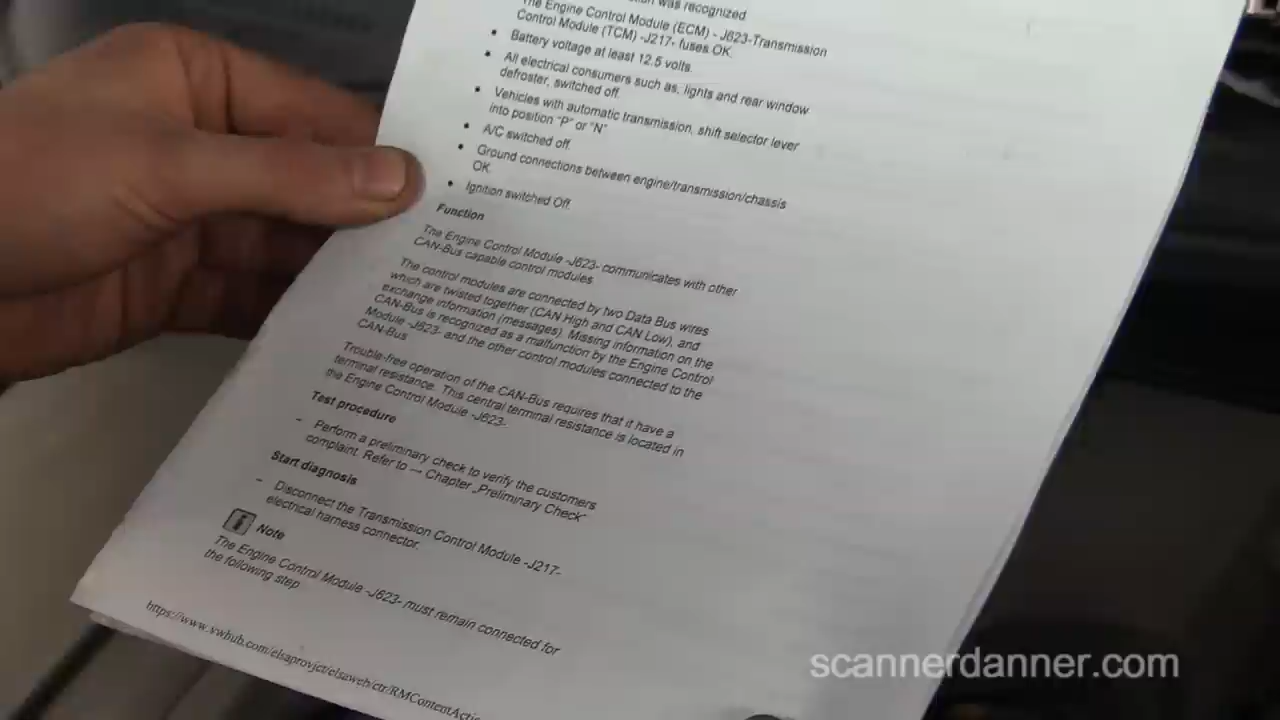 was recognized
The Engine Control Module (ECM) - J623-Transmission
Control Module (TCM) -J217- fuses OK.
• Battery voltage at least 12.5 volts.
• All electrical consumers such as, lights and rear window
defroster, switched off.
• Vehicles with automatic transmission, shift selector lever
into position "P" or "N"
• A/C switched off.
• Ground connections between engine/transmission/chassis
OK.
• Ignition switched Off.
Function
The Engine Control Module -J623- communicates with other
CAN-Bus capable control modules
The control modules are connected by two Data Bus wires
which are twisted together (CAN High and CAN Low), and
exchange information (messages). Missing information on the
CAN-Bus is recognized as a malfunction by the Engine Control
Module -J623- and the other control modules connected to the
CAN-Bus
Trouble-free operation of the CAN-Bus requires that it have a
terminal resistance. This central terminal resistance is located in
the Engine Control Module -J623-
Test procedure
– Perform a preliminary check to verify the customers
complaint. Refer to → Chapter „Preliminary Check"
Start diagnosis
– Disconnect the Transmission Control Module -J217-
electrical harness connector.
i Note
The Engine Control Module -J623- must remain connected for
the following step
https://www.vwhub.com/elsaprovjct/elsaweb/ctr/RMContentActi
scannerdanner.com